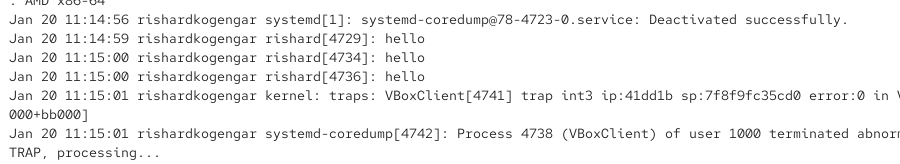 : AMD x86-64
Jan 20 11:14:56 rishardkogengar systemd[1]: systemd-coredump@78-4723-0.service: Deactivated successfully.
Jan 20 11:14:59 rishardkogengar rishard[4729]: hello
Jan 20 11:15:00 rishardkogengar rishard[4734]: hello
Jan 20 11:15:00 rishardkogengar rishard[4736]: hello
Jan 20 11:15:01 rishardkogengar kernel: traps: VBoxClient[4741] trap int3 ip:41dd1b sp:7f8f9fc35cd0 error:0 in
000+bb000]
Jan 20 11:15:01 rishardkogengar systemd-coredump[4742]: Process 4738 (VBoxClient) of user 1000 terminated abnor
TRAP, processing...